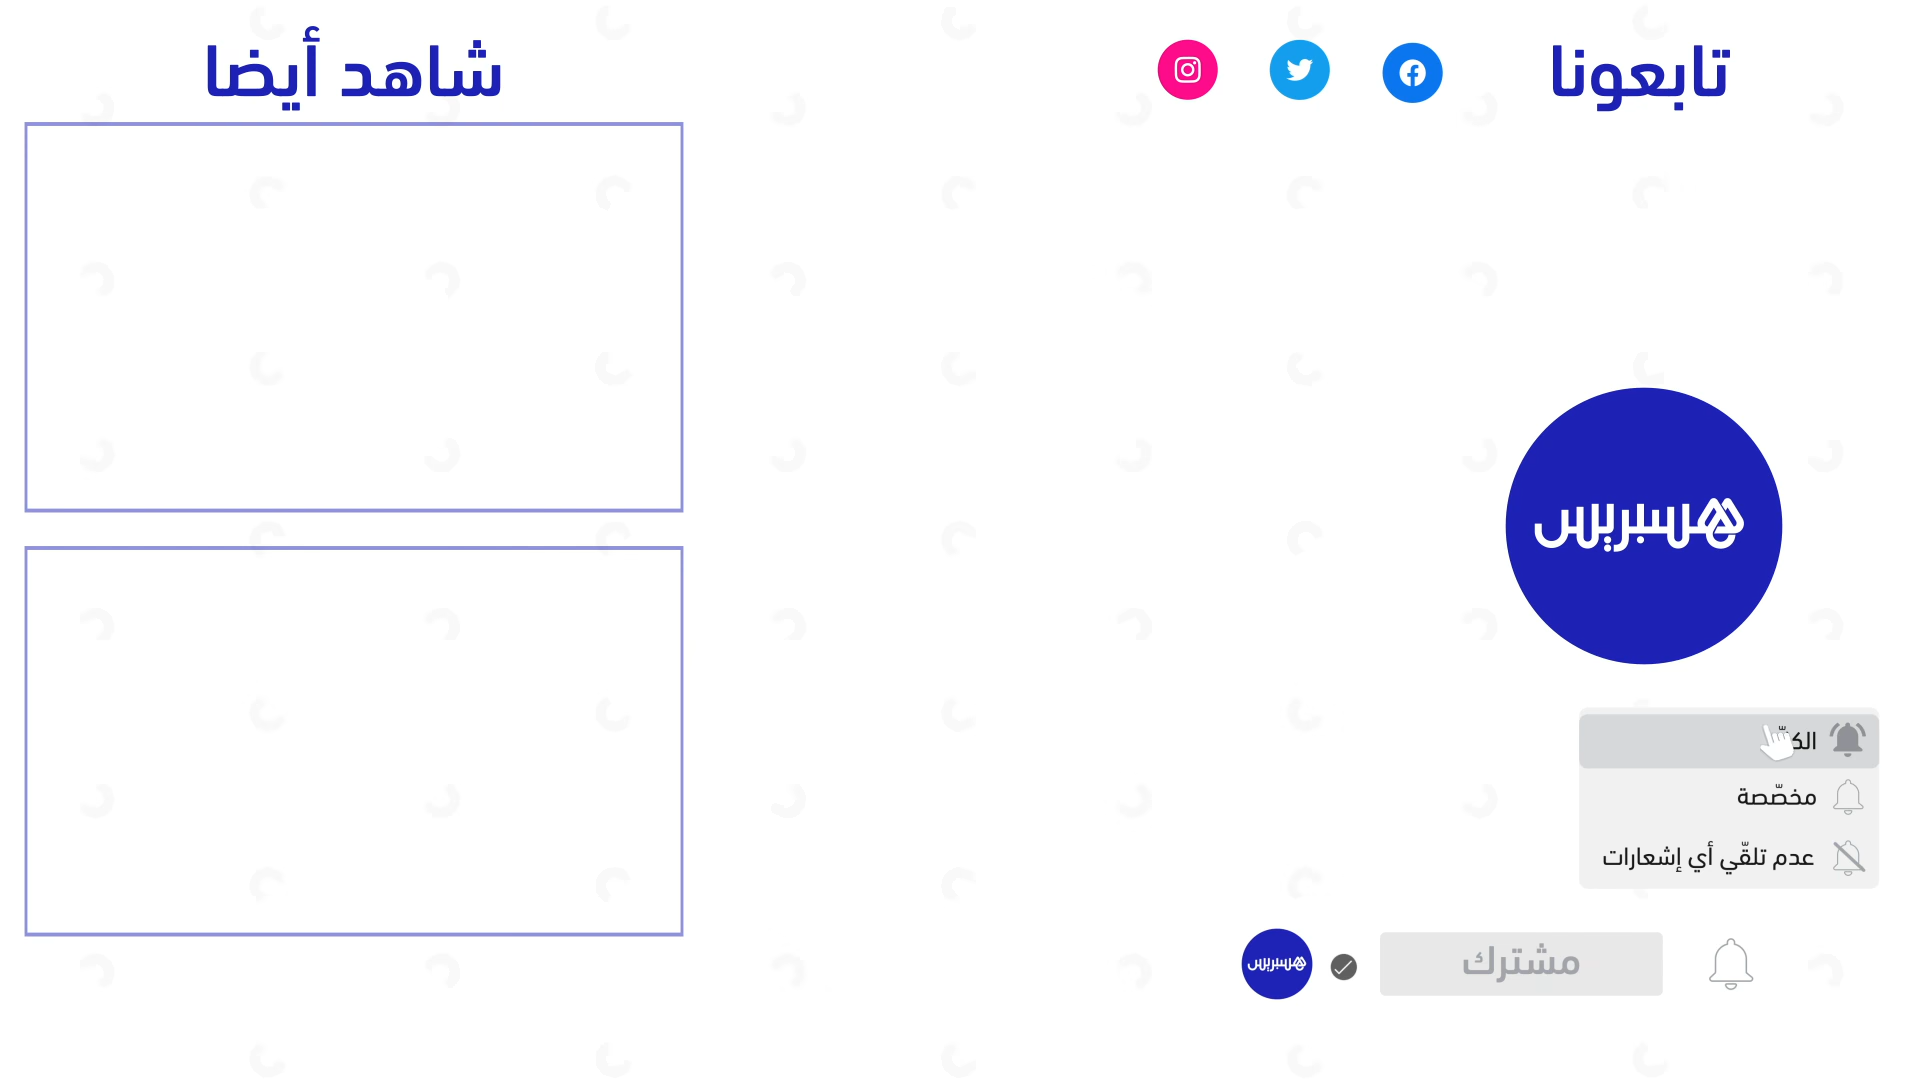 تابعونا
شاهد أيضا
هسبريس
مخصّصة
عدم تلقّي أي إشعارات
هسبريس
مشترك